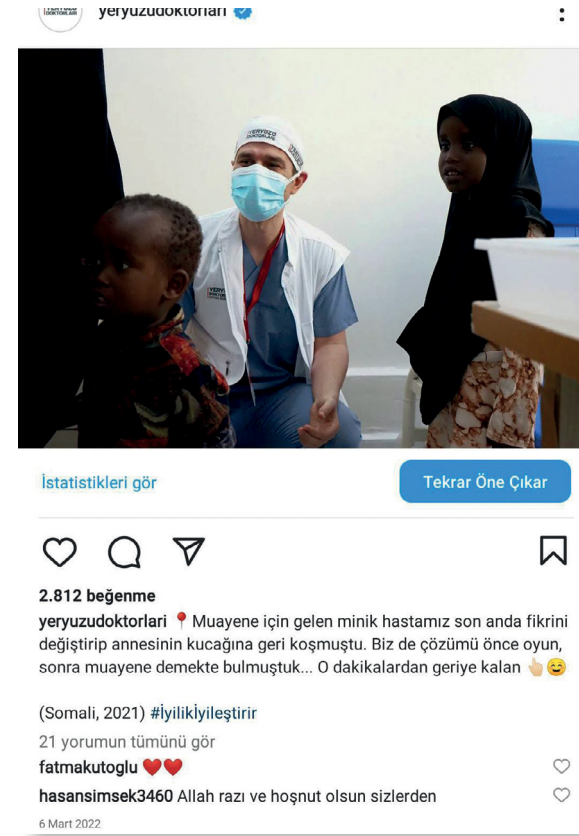 yeryuzudoktorlari
YERYÜZÜ
DOKTORLARI
İstatistikleri gör
Tekrar Öne Çıkar
2.812 beğenme
yeryuzudoktorlari 📍 Muayene için gelen minik hastamız son anda fikrini
değiştirip annesinin kucağına geri koşmuştu. Biz de çözümü önce oyun,
sonra muayene demekte bulmuştuk... O dakikalardan geriye kalan 👆🏻😊
(Somali, 2021) #İyilikİyileştirir
21 yorumun tümünü gör
fatmakutoglu ❤️❤️
hasansimsek3460 Allah razı ve hoşnut olsun sizlerden
6 Mart 2022